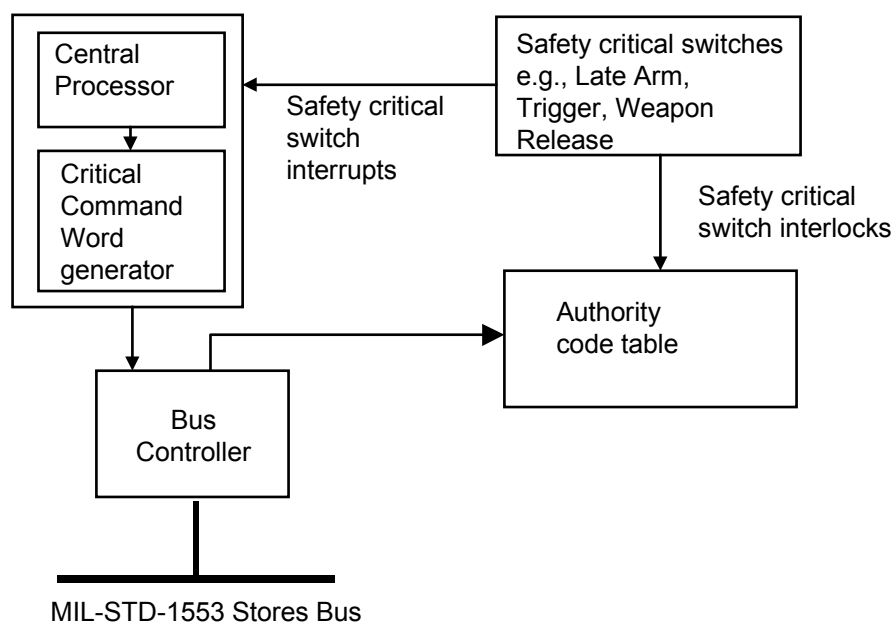 Central
Processor
Critical
Command
Word
generator
Safety critical
switch
interrupts
Safety critical switches
e.g., Late Arm,
Trigger, Weapon
Release
Safety critical
switch interlocks
Authority
code table
Bus
Controller
MIL-STD-1553 Stores Bus